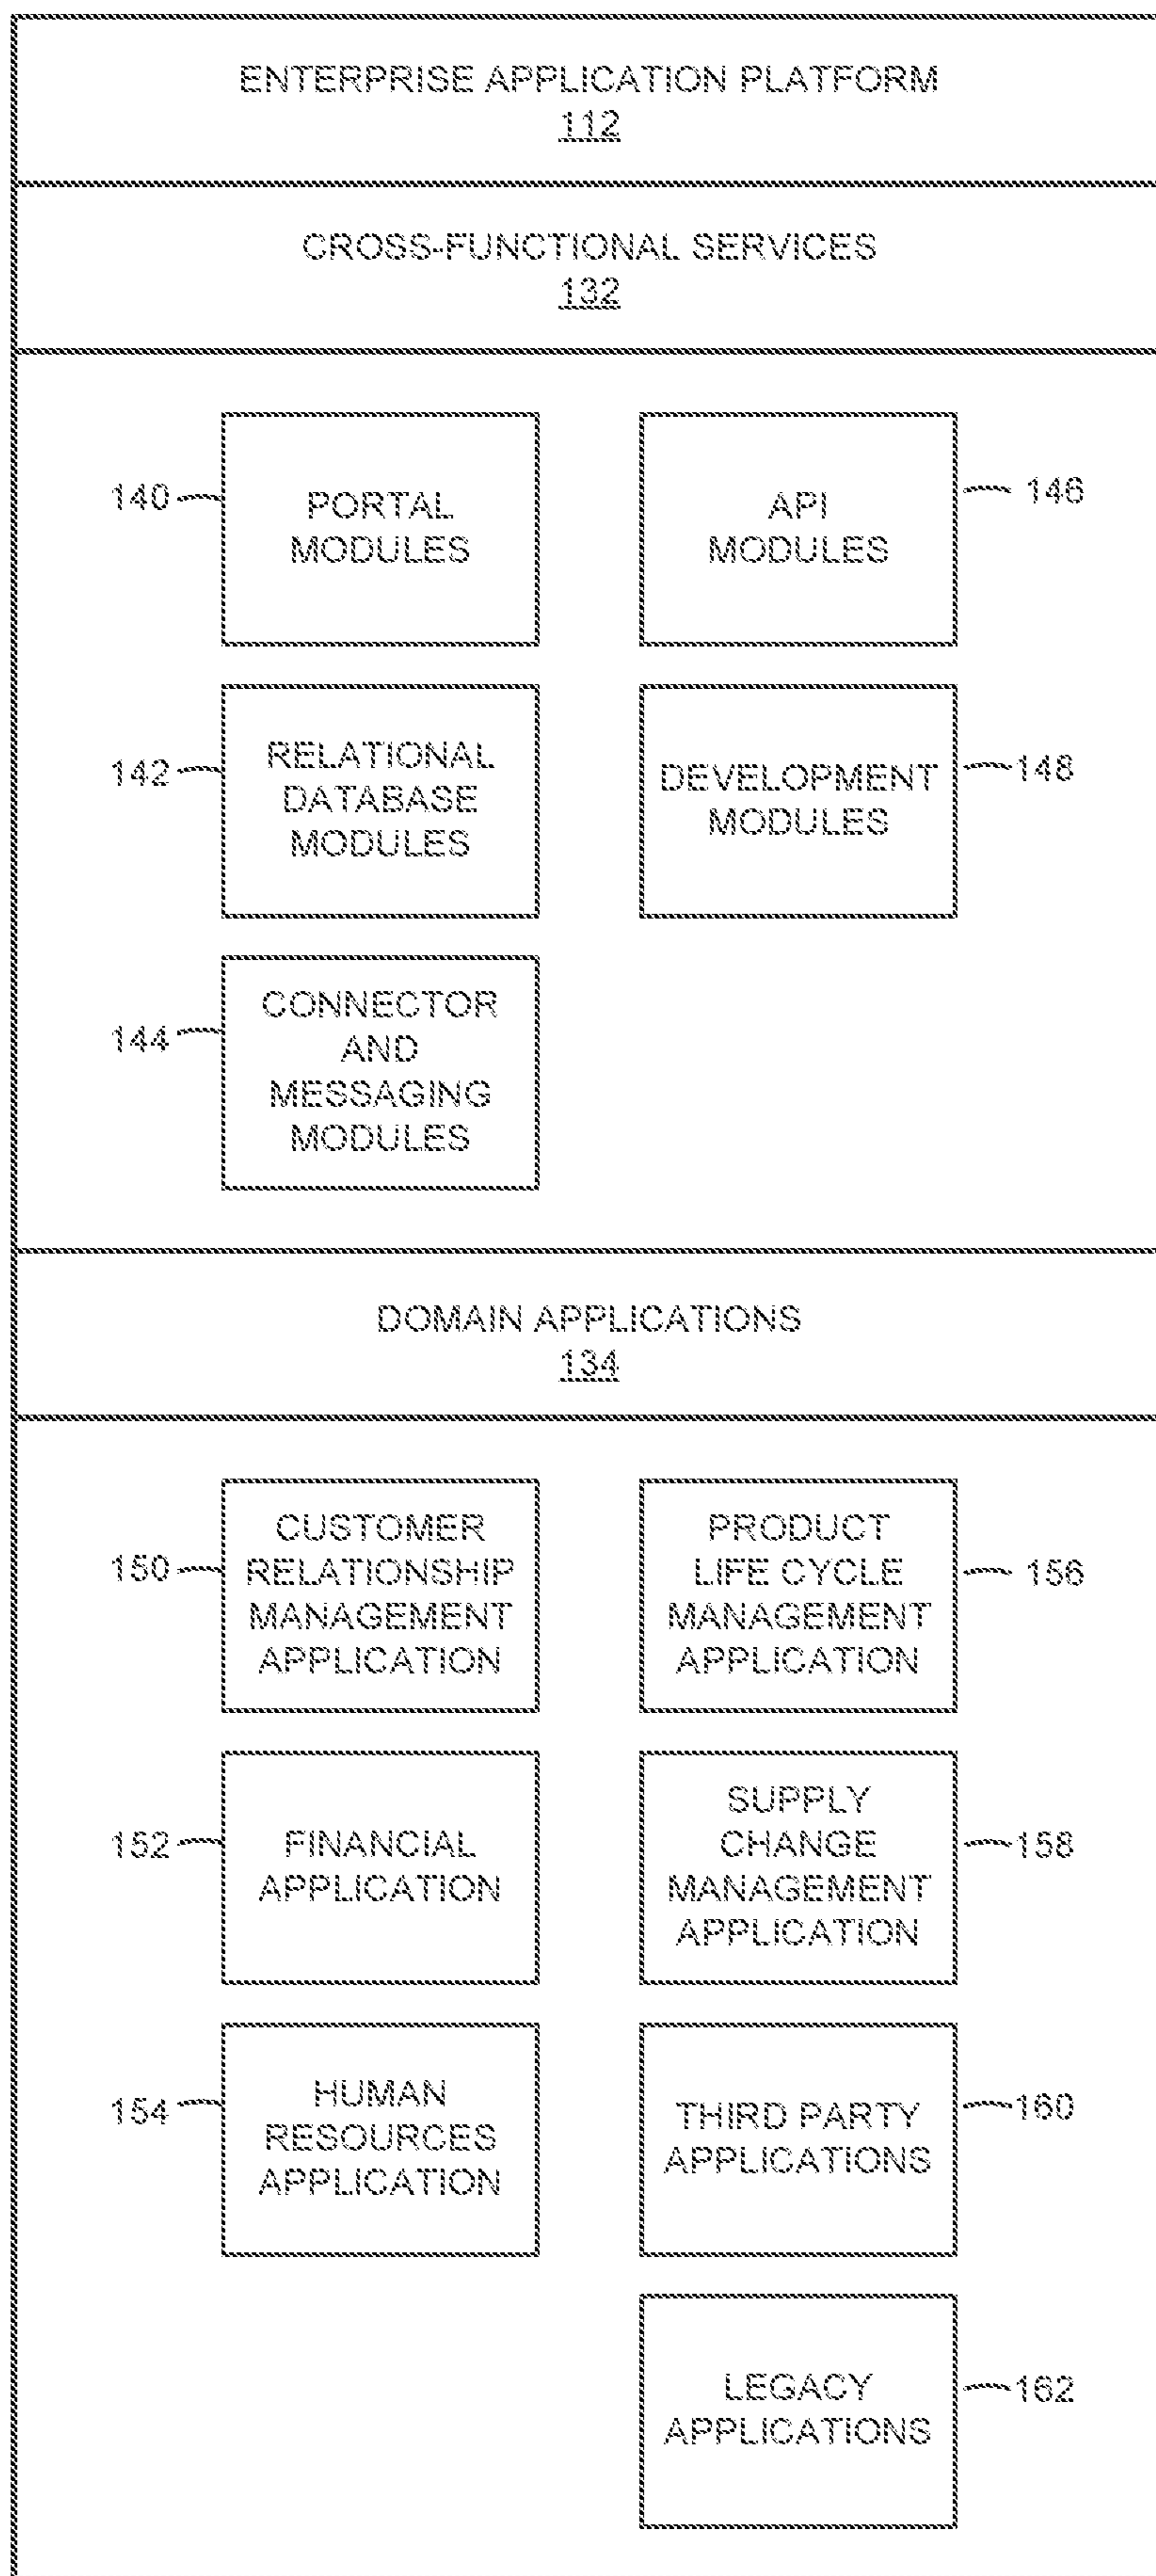 ENTERPRISE APPLICATION PLATFORM
112
CROSS-FUNCTIONAL SERVICES
132
140
PORTAL
MODULES
API
MODULES
146
142
RELATIONAL
DATABASE
MODULES
DEVELOPMENT
MODULES
148
144
CONNECTOR
AND
MESSAGING
MODULES
DOMAIN APPLICATIONS
134
150
CUSTOMER
RELATIONSHIP
MANAGEMENT
APPLICATION
PRODUCT
LIFE CYCLE
MANAGEMENT
APPLICATION
156
152
FINANCIAL
APPLICATION
SUPPLY
CHANGE
MANAGEMENT
APPLICATION
158
154
HUMAN
RESOURCES
APPLICATION
THIRD PARTY
APPLICATIONS
160
LEGACY
APPLICATIONS
162